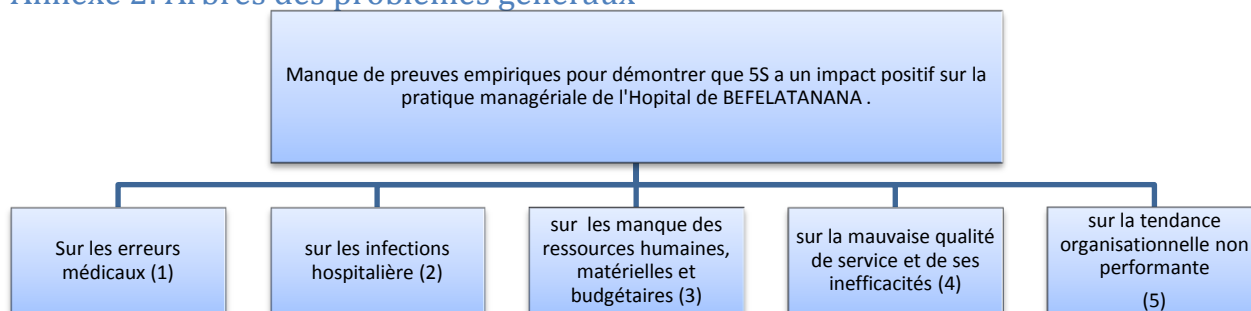 Annexe 2: Arbres des problèmes généraux
Manque de preuves empiriques pour démontrer que 5S a un impact positif sur la
pratique managériale de l'Hopital de BEFELATANANA .
Sur les erreurs
médicaux (1)
sur les infections
hospitalière (2)
sur les manque des
ressources humaines,
matérielles et
budgétaires (3)
sur la mauvaise qualité
de service et de ses
inefficacités (4)
sur la tendance
organisationnelle non
performante
(5)